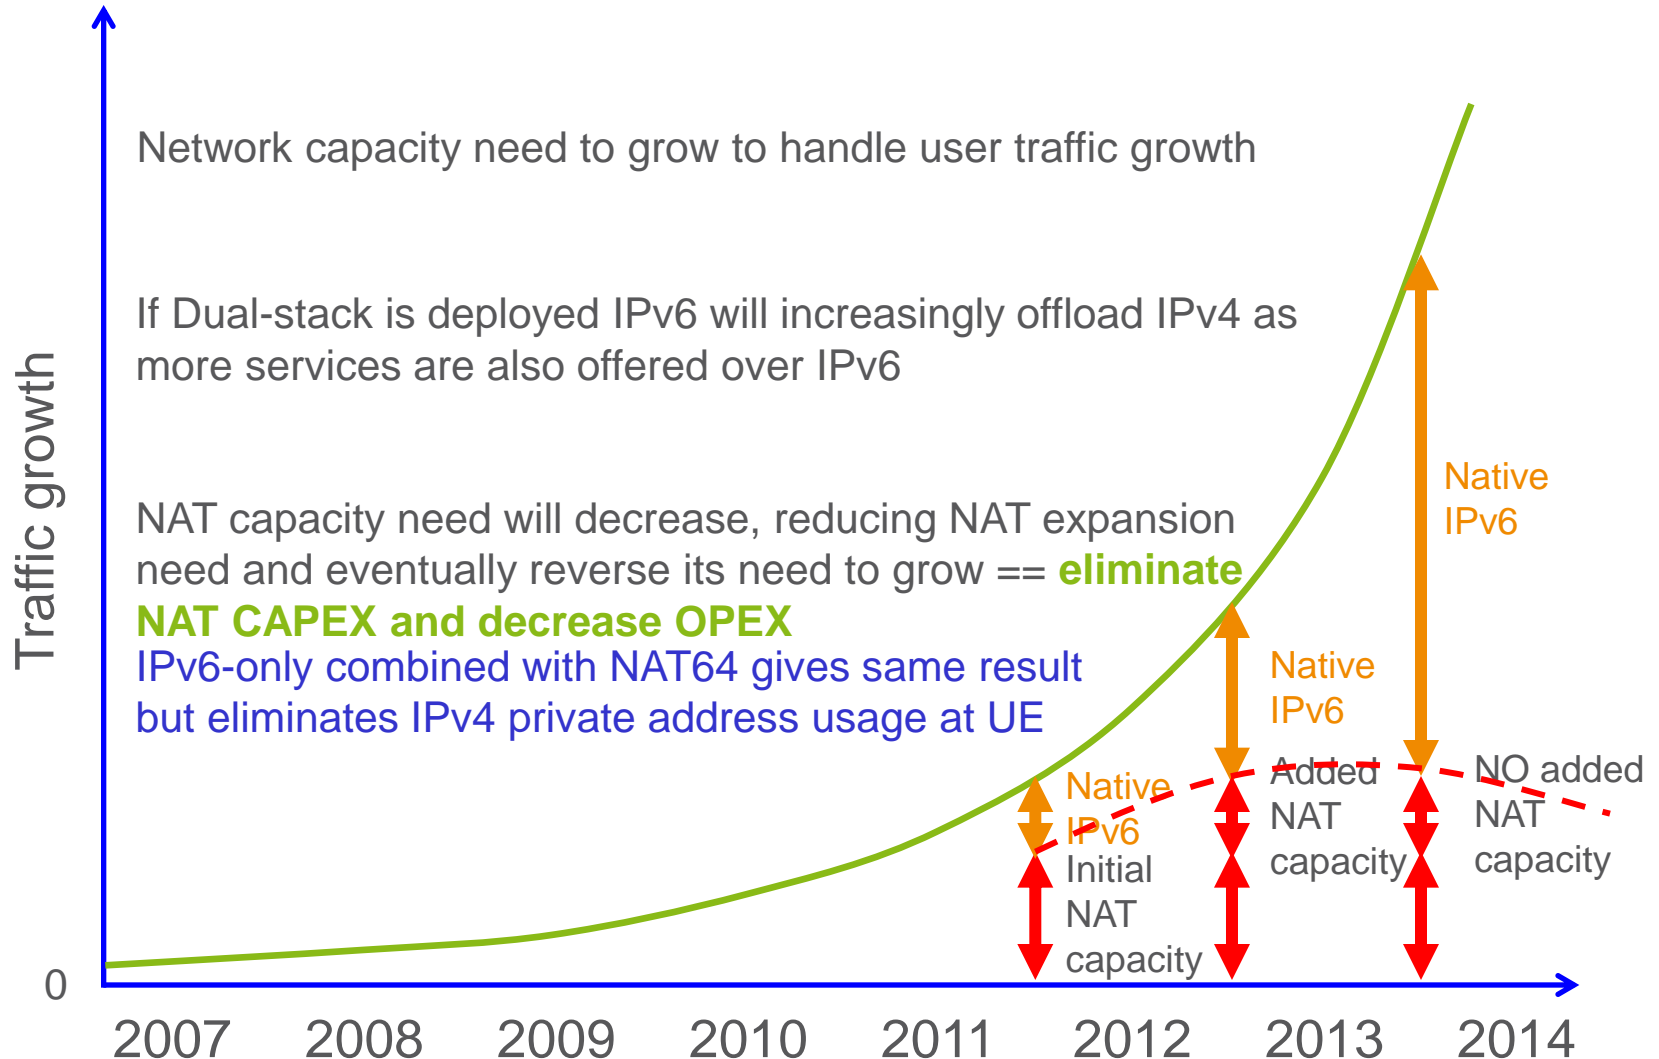 Network capacity need to grow to handle user traffic growth
If Dual-stack is deployed IPv6 will increasingly offload IPv4 as
more services are also offered over IPv6
NAT capacity need will decrease, reducing NAT expansion
need and eventually reverse its need to grow == eliminate
NAT CAPEX and decrease OPEX
IPv6-only combined with NAT64 gives same result
but eliminates IPv4 private address usage at UE
Traffic growth
Native
IPv6
Native
IPv6
Native
IPv6
Initial
NAT
capacity
Added
NAT
capacity
NO added
NAT
capacity
0
2007
2008
2009
2010
2011
2012
2013
2014